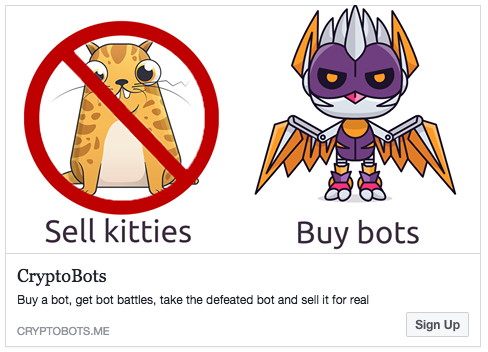 Sell kitties
Buy bots
CryptoBots
Buy a bot, get bot battles, take the defeated bot and sell it for real
CRYPTOBOTS.ME
Sign Up